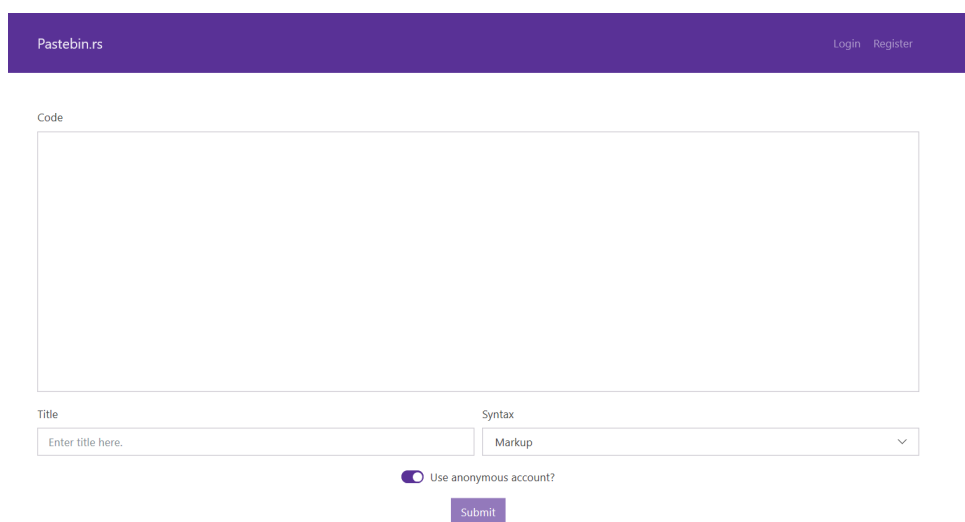 Pastebin.rs Login Register
Code
Title Syntax
Enter title here. Markup
Use anonymous account?
Submit